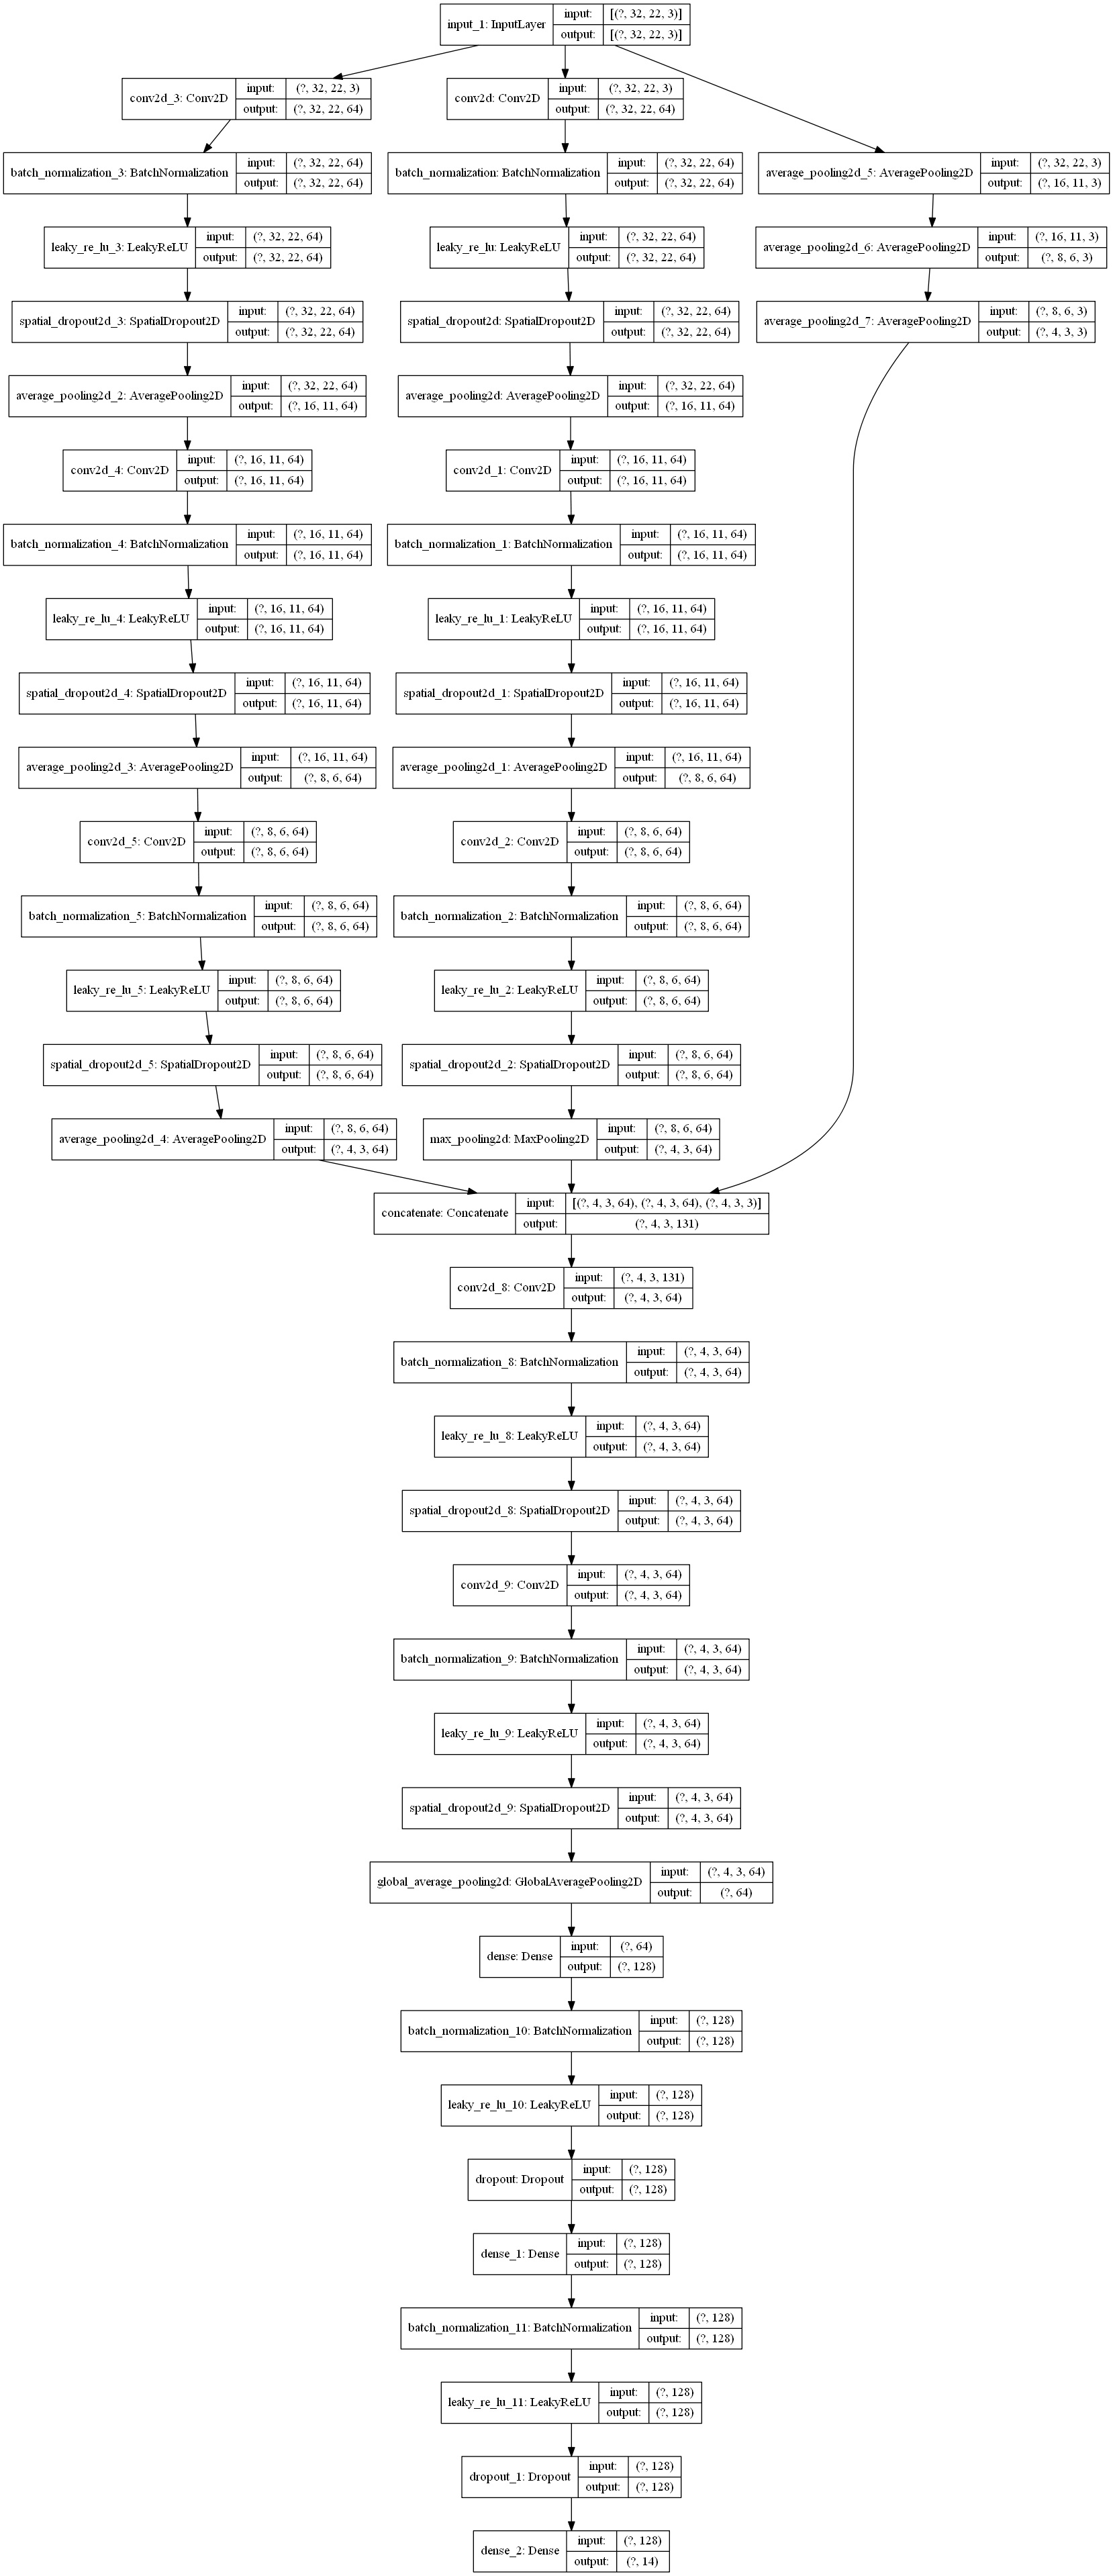 input_1: InputLayer input: [(?, 32, 22, 3)]
output: [(?, 32, 22, 3)]
conv2d_3: Conv2D input: (?, 32, 22, 3)
output: (?, 32, 22, 64)
conv2d: Conv2D input: (?, 32, 22, 3)
output: (?, 32, 22, 64)
batch_normalization_3: BatchNormalization input: (?, 32, 22, 64)
output: (?, 32, 22, 64)
batch_normalization: BatchNormalization input: (?, 32, 22, 64)
output: (?, 32, 22, 64)
average_pooling2d_5: AveragePooling2D input: (?, 32, 22, 3)
output: (?, 16, 11, 3)
leaky_re_lu_3: LeakyReLU input: (?, 32, 22, 64)
output: (?, 32, 22, 64)
leaky_re_lu: LeakyReLU input: (?, 32, 22, 64)
output: (?, 32, 22, 64)
average_pooling2d_6: AveragePooling2D input: (?, 16, 11, 3)
output: (?, 8, 6, 3)
spatial_dropout2d_3: SpatialDropout2D input: (?, 32, 22, 64)
output: (?, 32, 22, 64)
spatial_dropout2d: SpatialDropout2D input: (?, 32, 22, 64)
output: (?, 32, 22, 64)
average_pooling2d_7: AveragePooling2D input: (?, 8, 6, 3)
output: (?, 4, 3, 3)
average_pooling2d_2: AveragePooling2D input: (?, 32, 22, 64)
output: (?, 16, 11, 64)
average_pooling2d: AveragePooling2D input: (?, 32, 22, 64)
output: (?, 16, 11, 64)
conv2d_4: Conv2D input: (?, 16, 11, 64)
output: (?, 16, 11, 64)
conv2d_1: Conv2D input: (?, 16, 11, 64)
output: (?, 16, 11, 64)
batch_normalization_4: BatchNormalization input: (?, 16, 11, 64)
output: (?, 16, 11, 64)
batch_normalization_1: BatchNormalization input: (?, 16, 11, 64)
output: (?, 16, 11, 64)
leaky_re_lu_4: LeakyReLU input: (?, 16, 11, 64)
output: (?, 16, 11, 64)
leaky_re_lu_1: LeakyReLU input: (?, 16, 11, 64)
output: (?, 16, 11, 64)
spatial_dropout2d_4: SpatialDropout2D input: (?, 16, 11, 64)
output: (?, 16, 11, 64)
spatial_dropout2d_1: SpatialDropout2D input: (?, 16, 11, 64)
output: (?, 16, 11, 64)
average_pooling2d_3: AveragePooling2D input: (?, 16, 11, 64)
output: (?, 8, 6, 64)
average_pooling2d_1: AveragePooling2D input: (?, 16, 11, 64)
output: (?, 8, 6, 64)
conv2d_5: Conv2D input: (?, 8, 6, 64)
output: (?, 8, 6, 64)
conv2d_2: Conv2D input: (?, 8, 6, 64)
output: (?, 8, 6, 64)
batch_normalization_5: BatchNormalization input: (?, 8, 6, 64)
output: (?, 8, 6, 64)
batch_normalization_2: BatchNormalization input: (?, 8, 6, 64)
output: (?, 8, 6, 64)
leaky_re_lu_5: LeakyReLU input: (?, 8, 6, 64)
output: (?, 8, 6, 64)
leaky_re_lu_2: LeakyReLU input: (?, 8, 6, 64)
output: (?, 8, 6, 64)
spatial_dropout2d_5: SpatialDropout2D input: (?, 8, 6, 64)
output: (?, 8, 6, 64)
spatial_dropout2d_2: SpatialDropout2D input: (?, 8, 6, 64)
output: (?, 8, 6, 64)
average_pooling2d_4: AveragePooling2D input: (?, 8, 6, 64)
output: (?, 4, 3, 64)
max_pooling2d: MaxPooling2D input: (?, 8, 6, 64)
output: (?, 4, 3, 64)
concatenate: Concatenate input: [(?, 4, 3, 64), (?, 4, 3, 64), (?, 4, 3, 3)]
output: (?, 4, 3, 131)
conv2d_8: Conv2D input: (?, 4, 3, 131)
output: (?, 4, 3, 64)
batch_normalization_8: BatchNormalization input: (?, 4, 3, 64)
output: (?, 4, 3, 64)
leaky_re_lu_8: LeakyReLU input: (?, 4, 3, 64)
output: (?, 4, 3, 64)
spatial_dropout2d_8: SpatialDropout2D input: (?, 4, 3, 64)
output: (?, 4, 3, 64)
conv2d_9: Conv2D input: (?, 4, 3, 64)
output: (?, 4, 3, 64)
batch_normalization_9: BatchNormalization input: (?, 4, 3, 64)
output: (?, 4, 3, 64)
leaky_re_lu_9: LeakyReLU input: (?, 4, 3, 64)
output: (?, 4, 3, 64)
spatial_dropout2d_9: SpatialDropout2D input: (?, 4, 3, 64)
output: (?, 4, 3, 64)
global_average_pooling2d: GlobalAveragePooling2D input: (?, 4, 3, 64)
output: (?, 64)
dense: Dense input: (?, 64)
output: (?, 128)
batch_normalization_10: BatchNormalization input: (?, 128)
output: (?, 128)
leaky_re_lu_10: LeakyReLU input: (?, 128)
output: (?, 128)
dropout: Dropout input: (?, 128)
output: (?, 128)
dense_1: Dense input: (?, 128)
output: (?, 128)
batch_normalization_11: BatchNormalization input: (?, 128)
output: (?, 128)
leaky_re_lu_11: LeakyReLU input: (?, 128)
output: (?, 128)
dropout_1: Dropout input: (?, 128)
output: (?, 128)
dense_2: Dense input: (?, 128)
output: (?, 14)